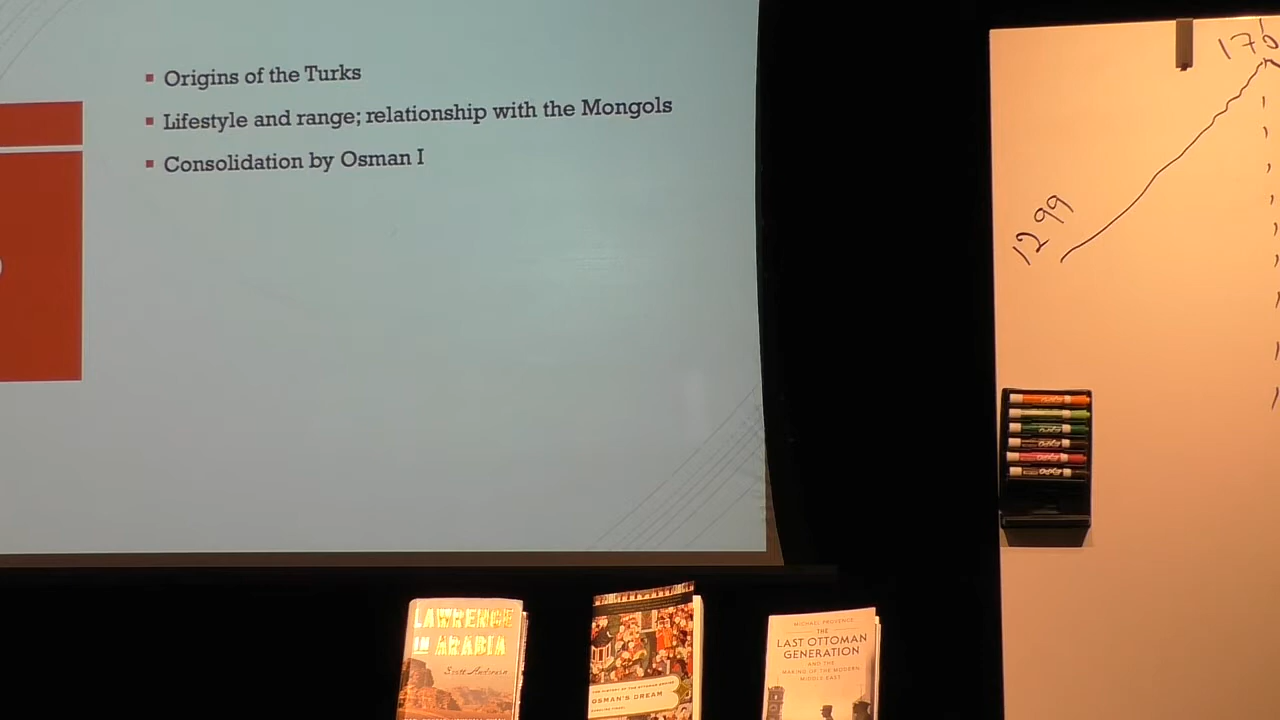 Origins of the Turks
Lifestyle and range; relationship with the Mongols
Consolidation by Osman I
1299
LAWRENCE
IN ARABIA
Scott Anderson
OSMAN'S DREAM
THE
LAST OTTOMAN
GENERATION
AND THE
MAKING OF THE MODERN
MIDDLE EAST